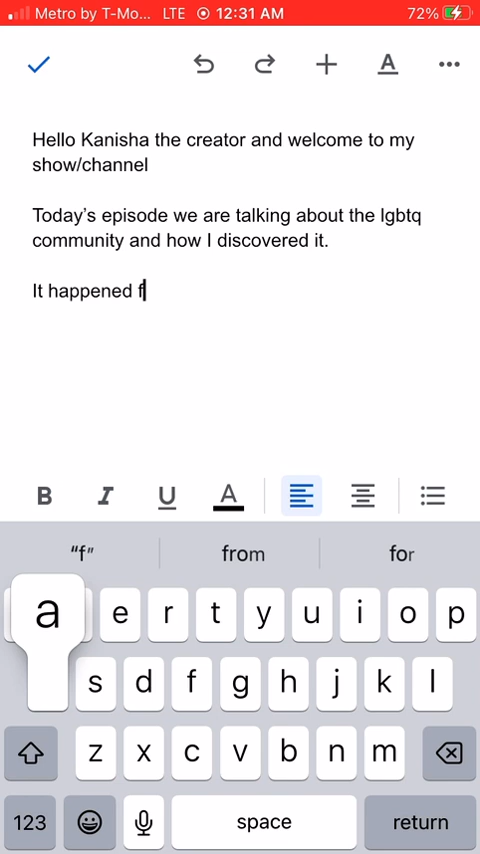 Metro by T-Mo... LTE 12:31 AM 72%
Hello Kanisha the creator and welcome to my
show/channel
Today's episode we are talking about the lgbtq
community and how I discovered it.
It happened f
B I U A
"f" from for
a e r t y u i o p
s d f g h j k l
z x c v b n m
123 space return